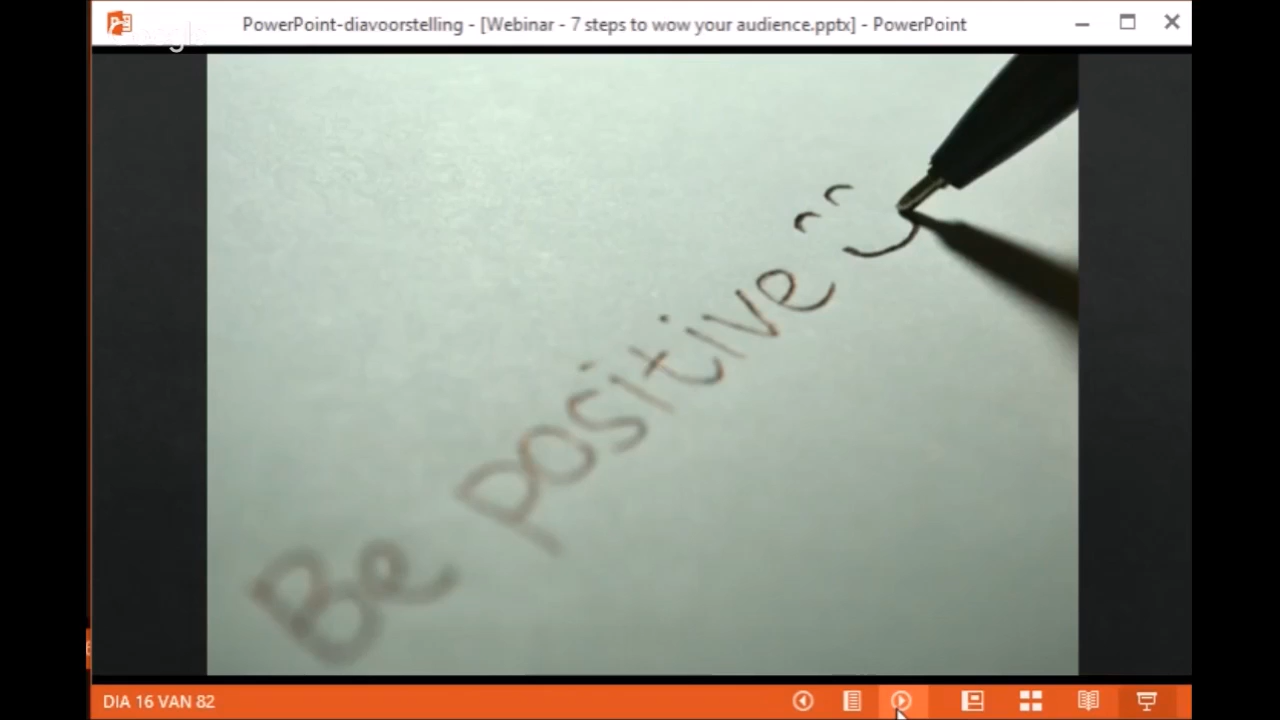 PowerPoint-diavoorstelling - [Webinar - 7 steps to wow your audience.pptx] - PowerPoint
Be positive
DIA 16 VAN 82